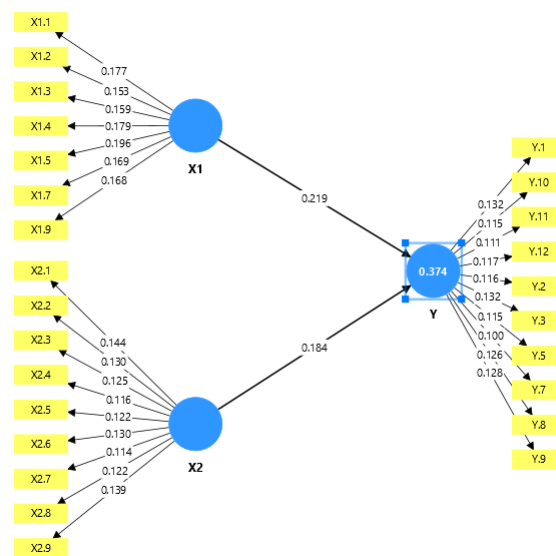 X1.1
X1.2
X1.3
X1.4
X1.5
X1.7
X1.9
0.177
0.153
0.159
0.179
0.196
0.169
0.168
X1
0.219
X2.1
X2.2
X2.3
X2.4
X2.5
X2.6
X2.7
X2.8
X2.9
0.144
0.130
0.125
0.116
0.122
0.130
0.114
0.122
0.139
X2
0.184
0.374
Y
0.132
0.115
0.111
0.117
0.116
0.132
0.115
0.100
0.126
0.128
Y.1
Y.10
Y.11
Y.12
Y.2
Y.3
Y.5
Y.7
Y.8
Y.9